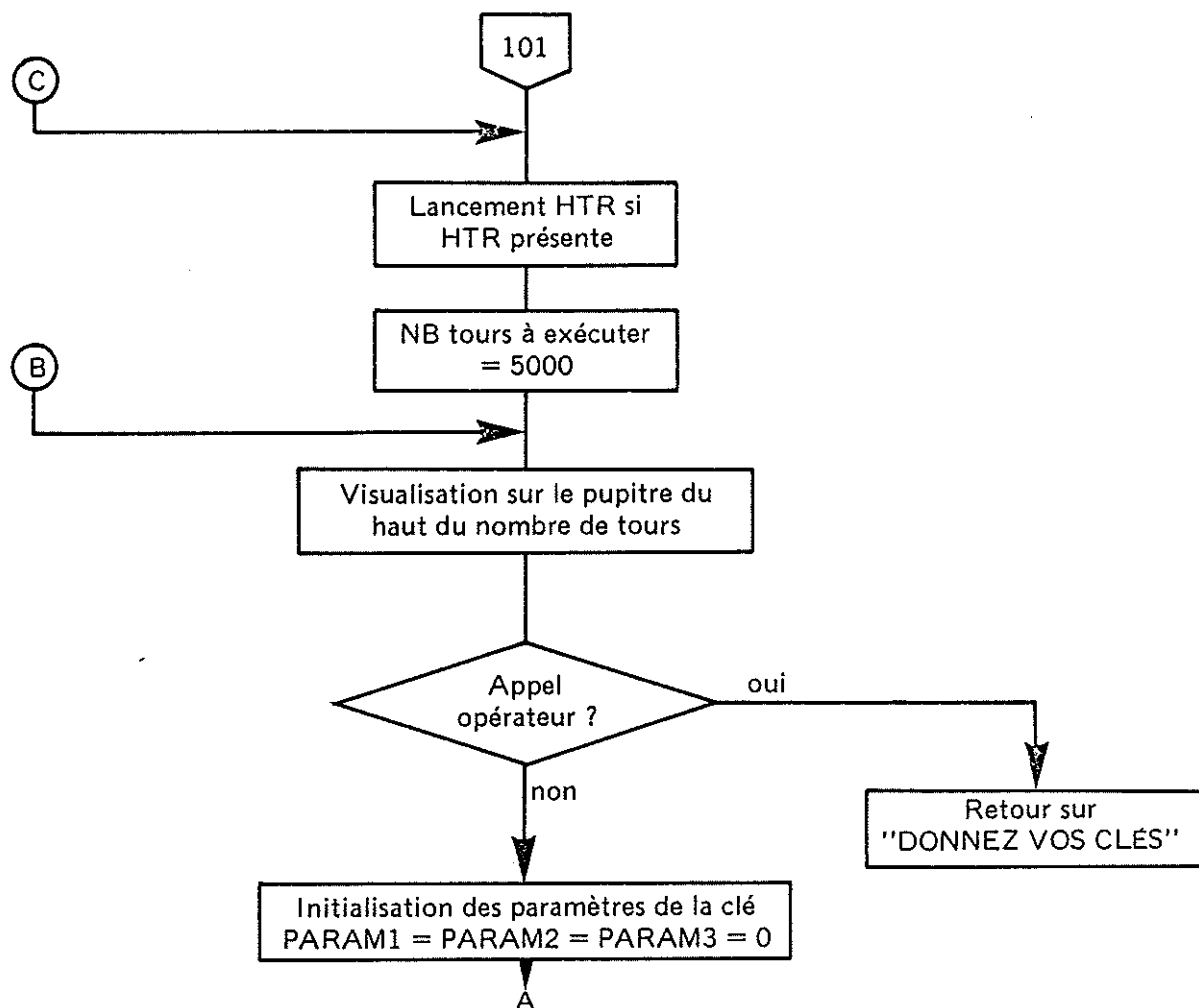 101
C
Lancement HTR si
HTR présente
NB tours à exécuter
= 5000
B
Visualisation sur le pupitre du
haut du nombre de tours
Appel
opérateur ?
oui
non
Retour sur
"DONNEZ VOS CLÉS"
Initialisation des paramètres de la clé
PARAM1 = PARAM2 = PARAM3 = 0
A